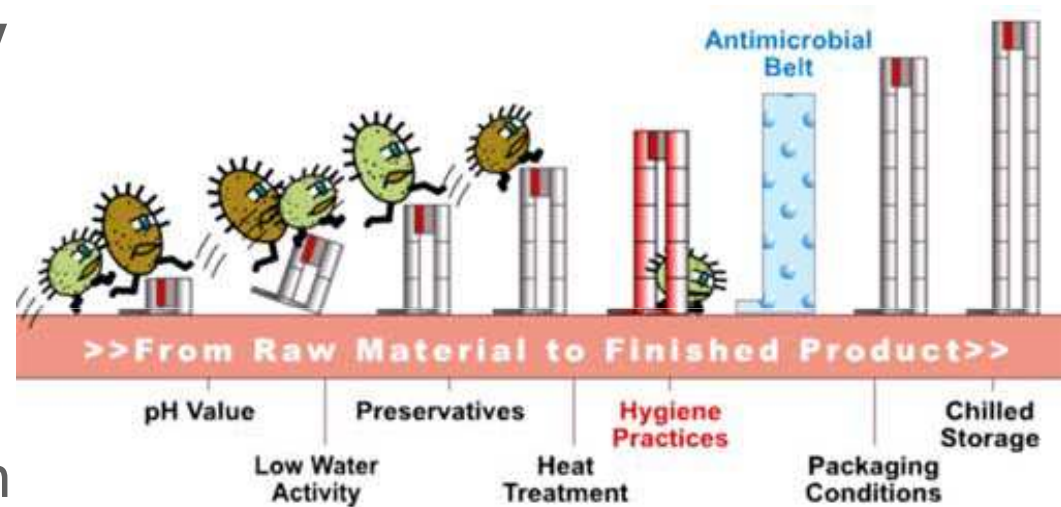 Antimicrobial
Belt
>>From Raw Material to Finished Product>>
pH Value
Preservatives
Hygiene
Practices
Chilled
Storage
Low Water
Activity
Heat
Treatment
Packaging
Conditions